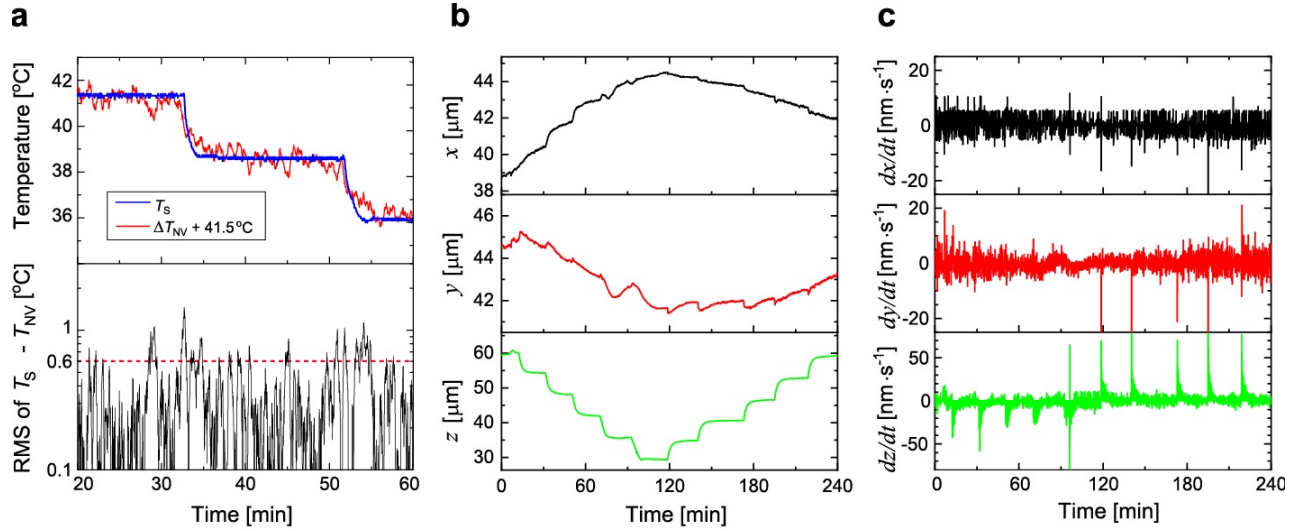 a
Temperature [°C]
42
40
38
36
T_S
ΔT_NV + 41.5°C
RMS of T_S - T_NV [°C]
1
0.6
0.1
20 30 40 50 60
Time [min]
b
x [μm]
44
42
40
38
y [μm]
46
44
42
z [μm]
60
50
40
30
0 60 120 180 240
Time [min]
c
dx/dt [nm·s⁻¹]
20
0
-20
dy/dt [nm·s⁻¹]
20
0
-20
dz/dt [nm·s⁻¹]
50
0
-50
0 60 120 180 240
Time [min]